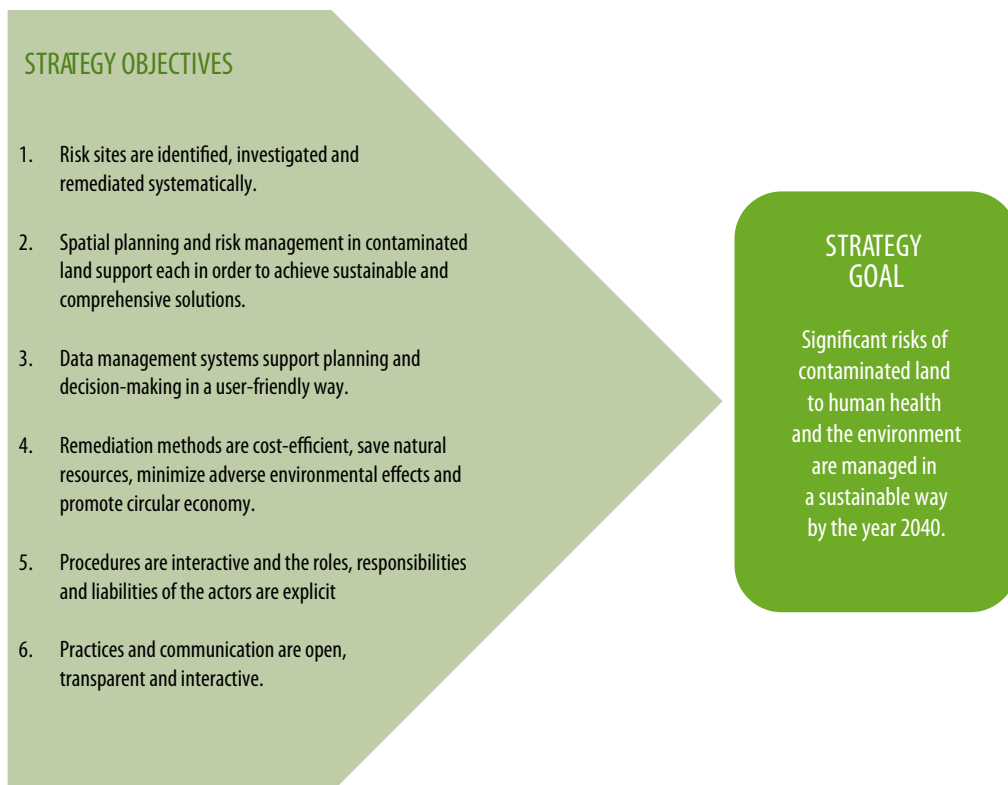 STRATEGY OBJECTIVES
1. Risk sites are identified, investigated and
remediated systematically.
2. Spatial planning and risk management in contaminated
land support each in order to achieve sustainable and
comprehensive solutions.
3. Data management systems support planning and
decision-making in a user-friendly way.
4. Remediation methods are cost-efficient, save natural
resources, minimize adverse environmental effects and
promote circular economy.
5. Procedures are interactive and the roles, responsibilities
and liabilities of the actors are explicit
6. Practices and communication are open,
transparent and interactive.
STRATEGY
GOAL
Significant risks of
contaminated land
to human health
and the environment
are managed in
a sustainable way
by the year 2040.